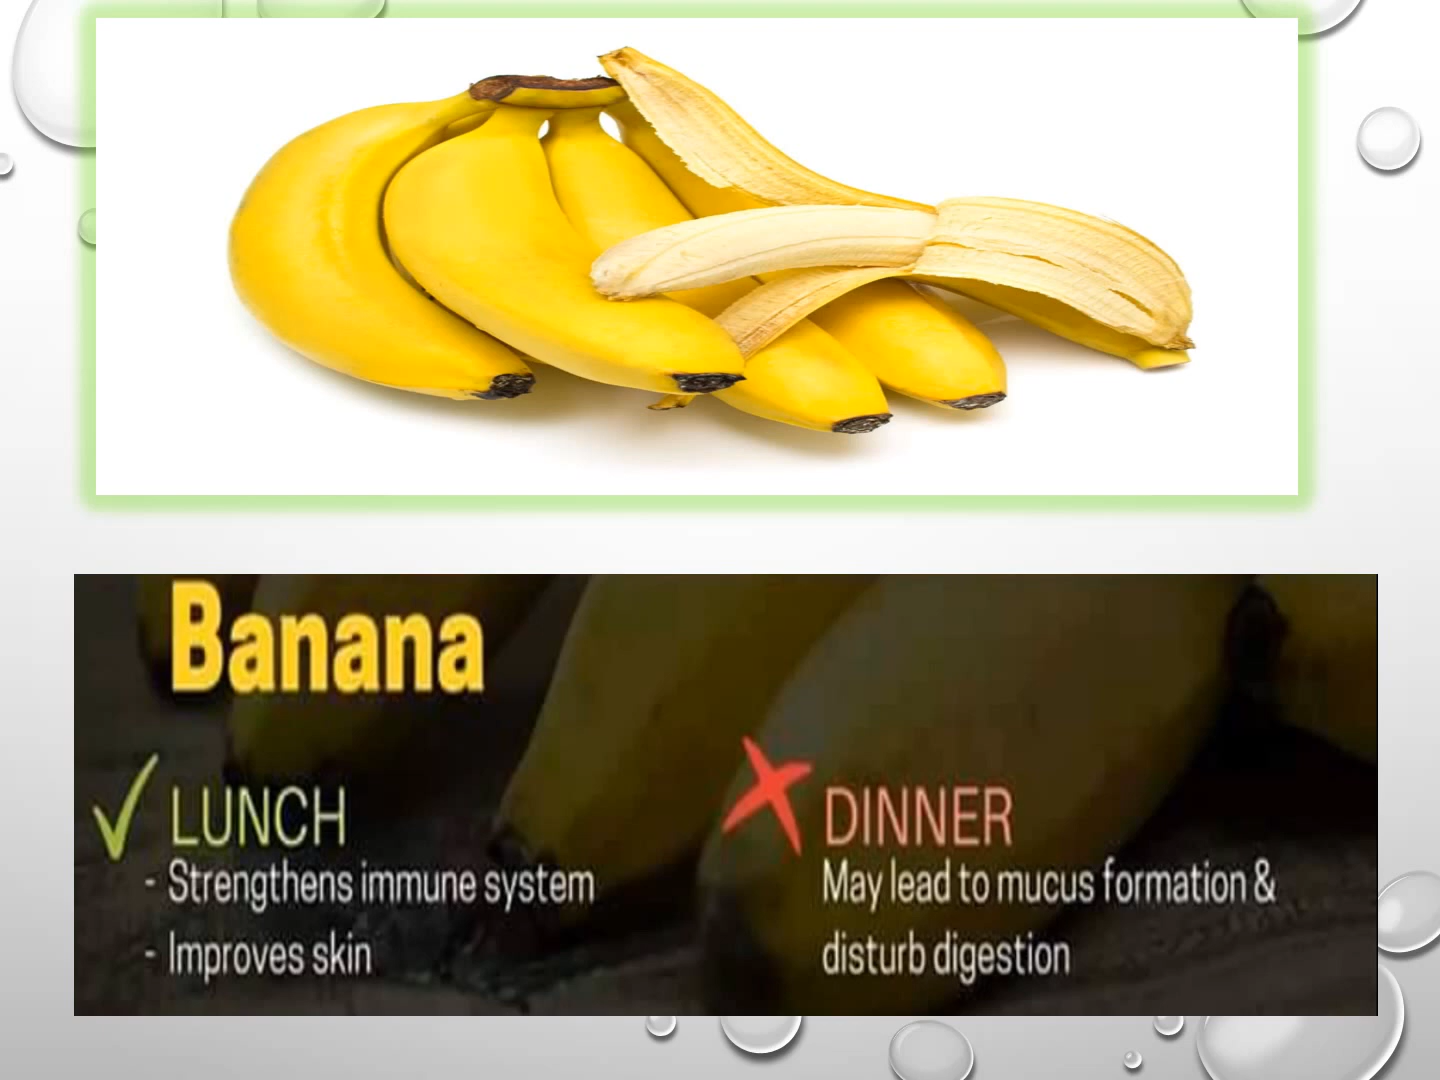 Banana
LUNCH
- Strengthens immune system
- Improves skin
DINNER
May lead to mucus formation &
disturb digestion